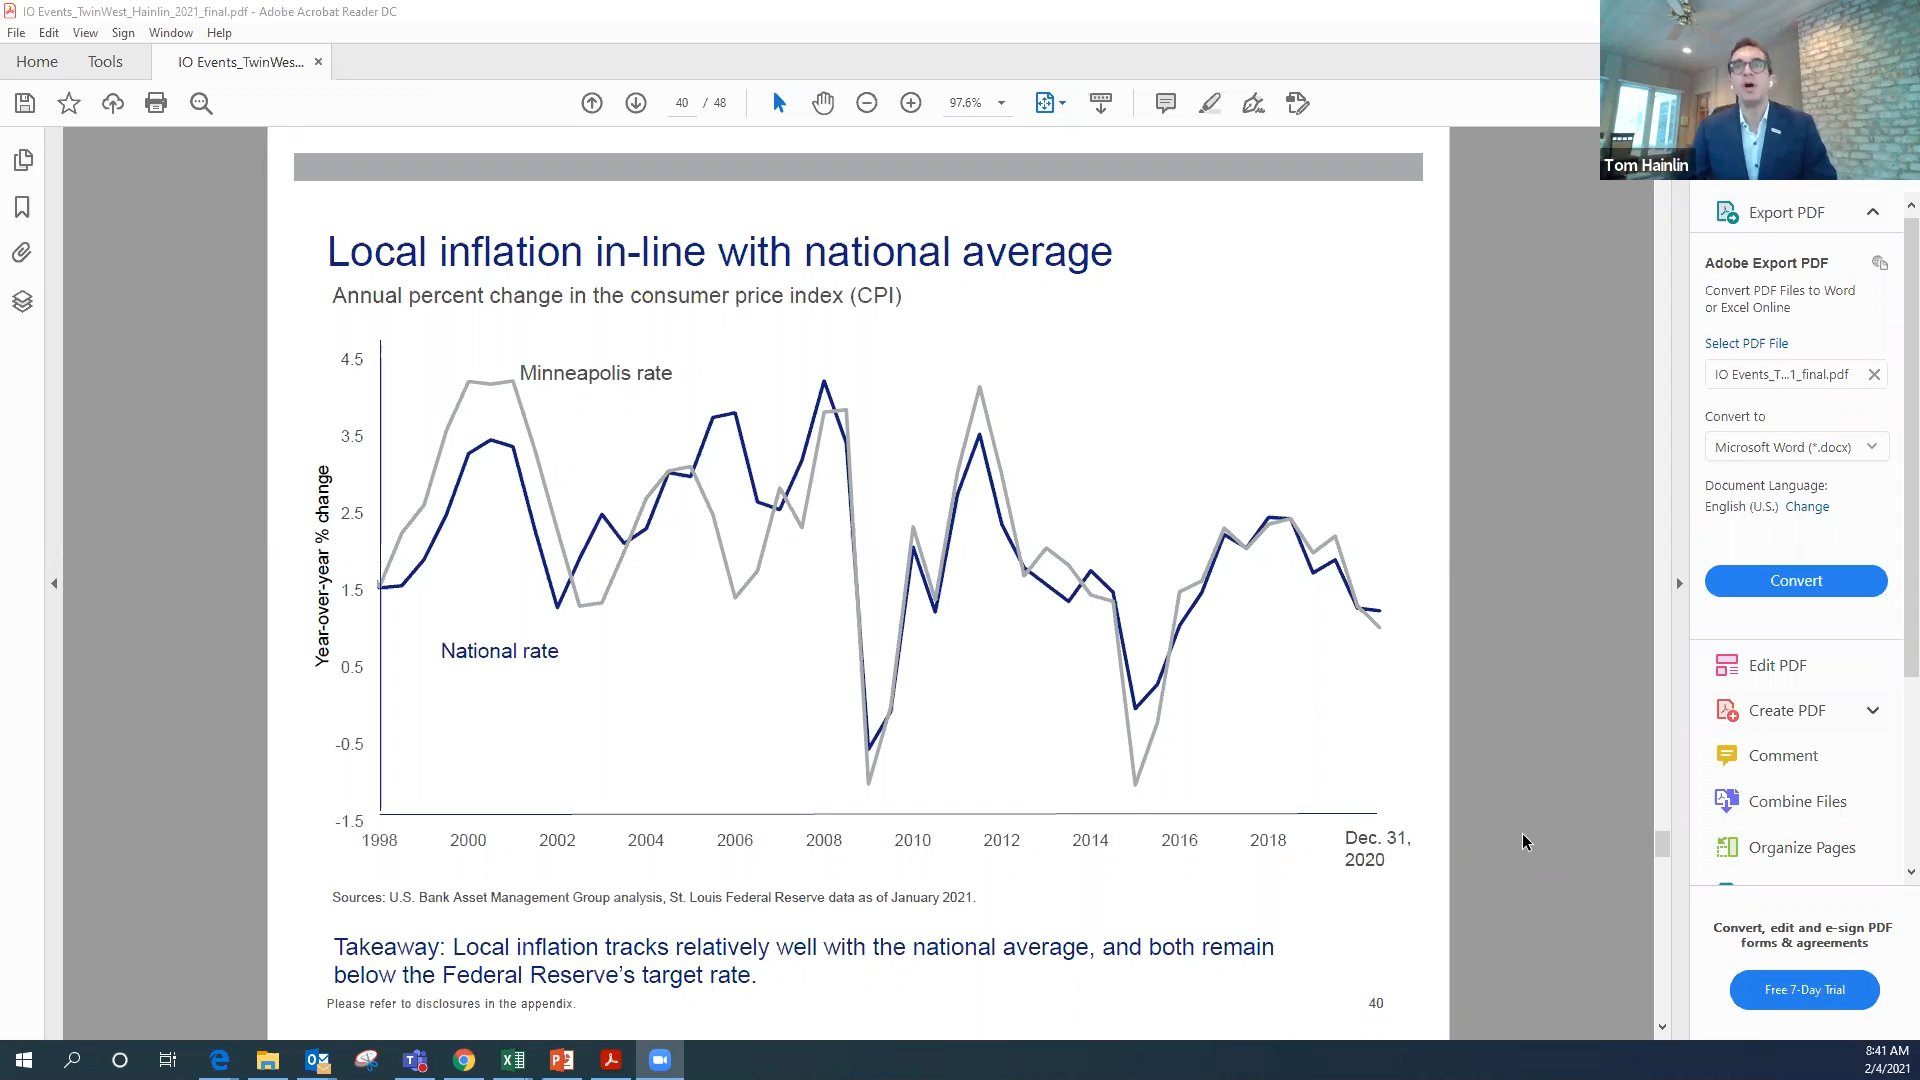 IO Events_TwinWest_Hainlin_2021_final.pdf - Adobe Acrobat Reader DC
File Edit View Sign Window Help
Home Tools IO Events_TwinWes... ×
40 / 48 97.6%
Tom Hainlin
Local inflation in-line with national average
Annual percent change in the consumer price index (CPI)
Year-over-year % change
4.5
3.5
2.5
1.5
0.5
-0.5
-1.5
Minneapolis rate
National rate
1998 2000 2002 2004 2006 2008 2010 2012 2014 2016 2018 Dec. 31,
2020
Sources: U.S. Bank Asset Management Group analysis, St. Louis Federal Reserve data as of January 2021.
Takeaway: Local inflation tracks relatively well with the national average, and both remain
below the Federal Reserve's target rate.
Please refer to disclosures in the appendix.
40
Export PDF
Adobe Export PDF
Convert PDF Files to Word
or Excel Online
Select PDF File
IO Events_T...1_final.pdf
Convert to
Microsoft Word (*.docx)
Document Language:
English (U.S.) Change
Convert
Edit PDF
Create PDF
Comment
Combine Files
Organize Pages
Convert, edit and e-sign PDF
forms & agreements
Free 7-Day Trial
8:41 AM
2/4/2021